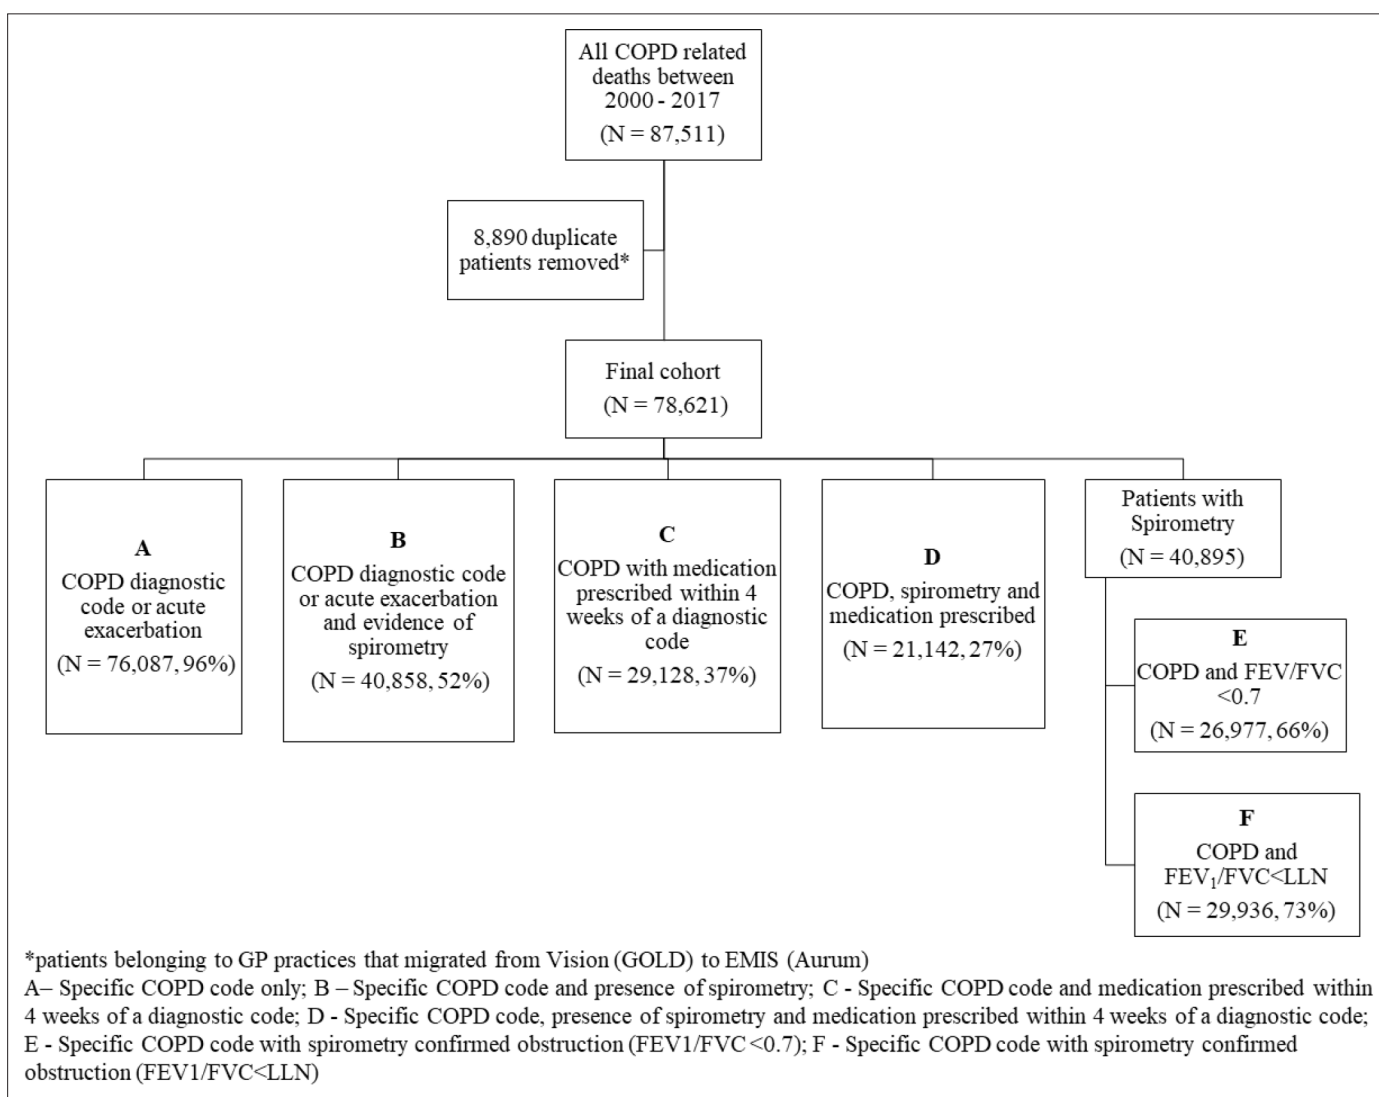 All COPD related
deaths between
2000 - 2017
(N = 87,511)
8,890 duplicate
patients removed*
Final cohort
(N = 78,621)
A
COPD diagnostic
code or acute
exacerbation
(N = 76,087, 96%)
B
COPD diagnostic code
or acute exacerbation
and evidence of
spirometry
(N = 40,858, 52%)
C
COPD with medication
prescribed within 4
weeks of a diagnostic
code
(N = 29,128, 37%)
D
COPD, spirometry and
medication prescribed
(N = 21,142, 27%)
Patients with
Spirometry
(N = 40,895)
E
COPD and FEV/FVC
<0.7
(N = 26,977, 66%)
F
COPD and
FEV₁/FVC<LLN
(N = 29,936, 73%)
*patients belonging to GP practices that migrated from Vision (GOLD) to EMIS (Aurum)
A– Specific COPD code only; B – Specific COPD code and presence of spirometry; C - Specific COPD code and medication prescribed within
4 weeks of a diagnostic code; D - Specific COPD code, presence of spirometry and medication prescribed within 4 weeks of a diagnostic code;
E - Specific COPD code with spirometry confirmed obstruction (FEV1/FVC <0.7); F - Specific COPD code with spirometry confirmed
obstruction (FEV1/FVC<LLN)